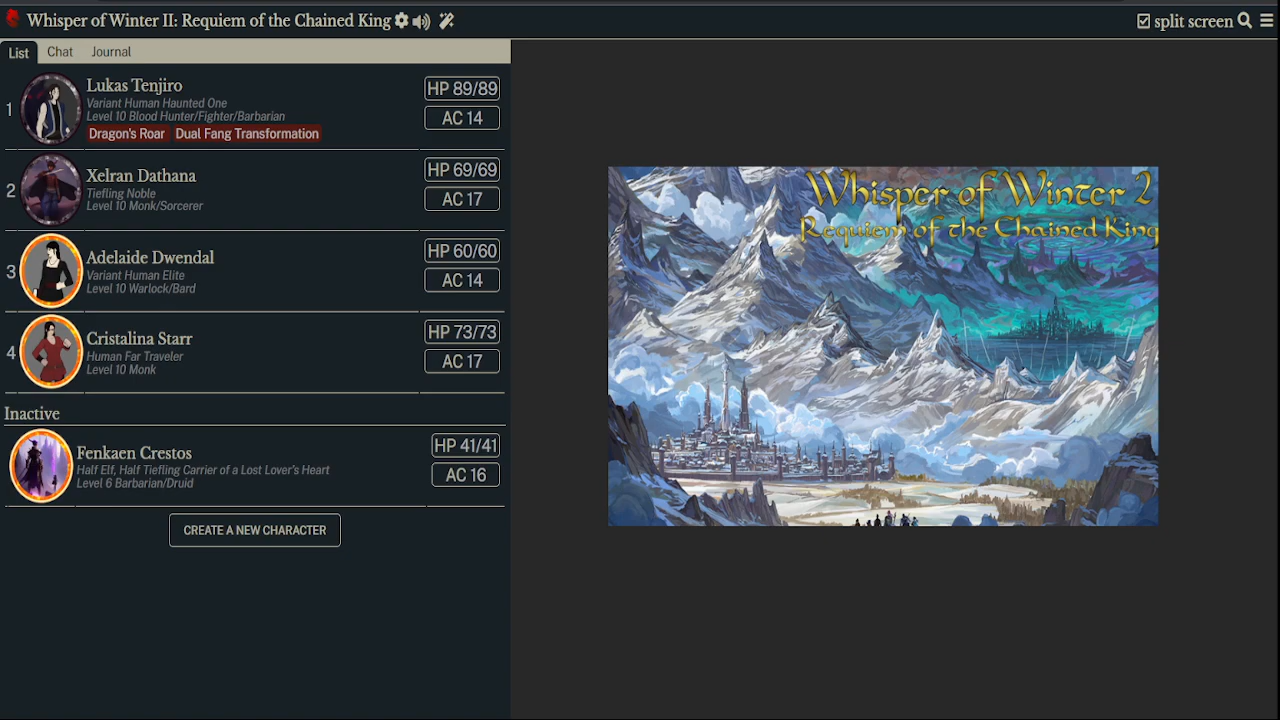 Whisper of Winter II: Requiem of the Chained King
split screen
List Chat Journal
1
Lukas Tenjiro
Variant Human Haunted One
Level 10 Blood Hunter/Fighter/Barbarian
Dragon's Roar Dual Fang Transformation
HP 89/89
AC 14
2
Xelran Dathana
Tiefling Noble
Level 10 Monk/Sorcerer
HP 69/69
AC 17
3
Adelaide Dwendal
Variant Human Elite
Level 10 Warlock/Bard
HP 60/60
AC 14
4
Cristalina Starr
Human Far Traveler
Level 10 Monk
HP 73/73
AC 17
Inactive
Fenkaen Crestos
Half Elf, Half Tiefling Carrier of a Lost Lover's Heart
Level 6 Barbarian/Druid
HP 41/41
AC 16
CREATE A NEW CHARACTER
Whisper of Winter 2
Requiem of the Chained King